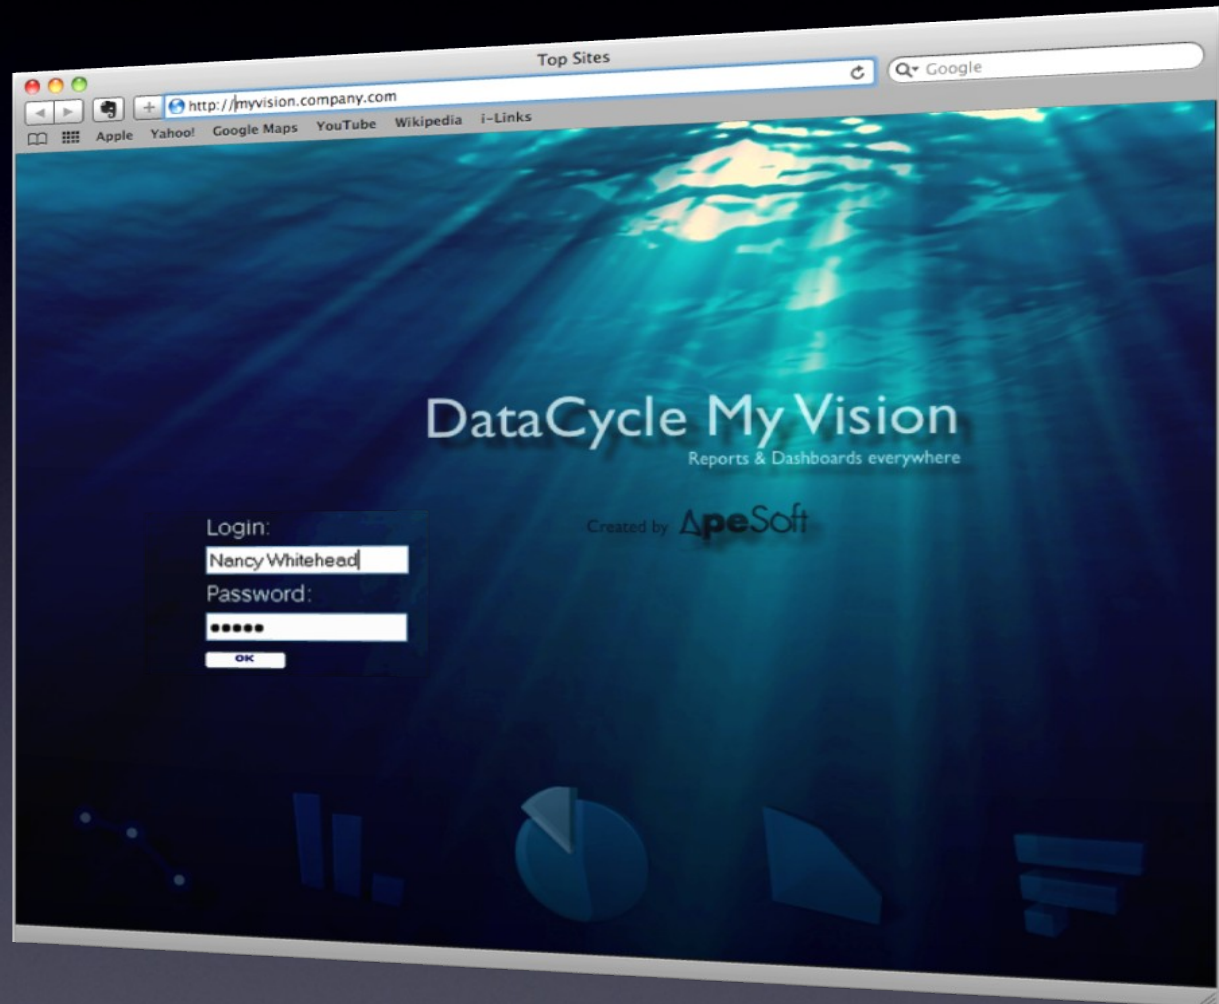 Top Sites
http://myvision.company.com
Google
Apple Yahoo! Google Maps YouTube Wikipedia i-Links
DataCycle My Vision
Reports & Dashboards everywhere
Created by ApeSoft
Login:
Nancy Whitehead
Password:
•••••
OK